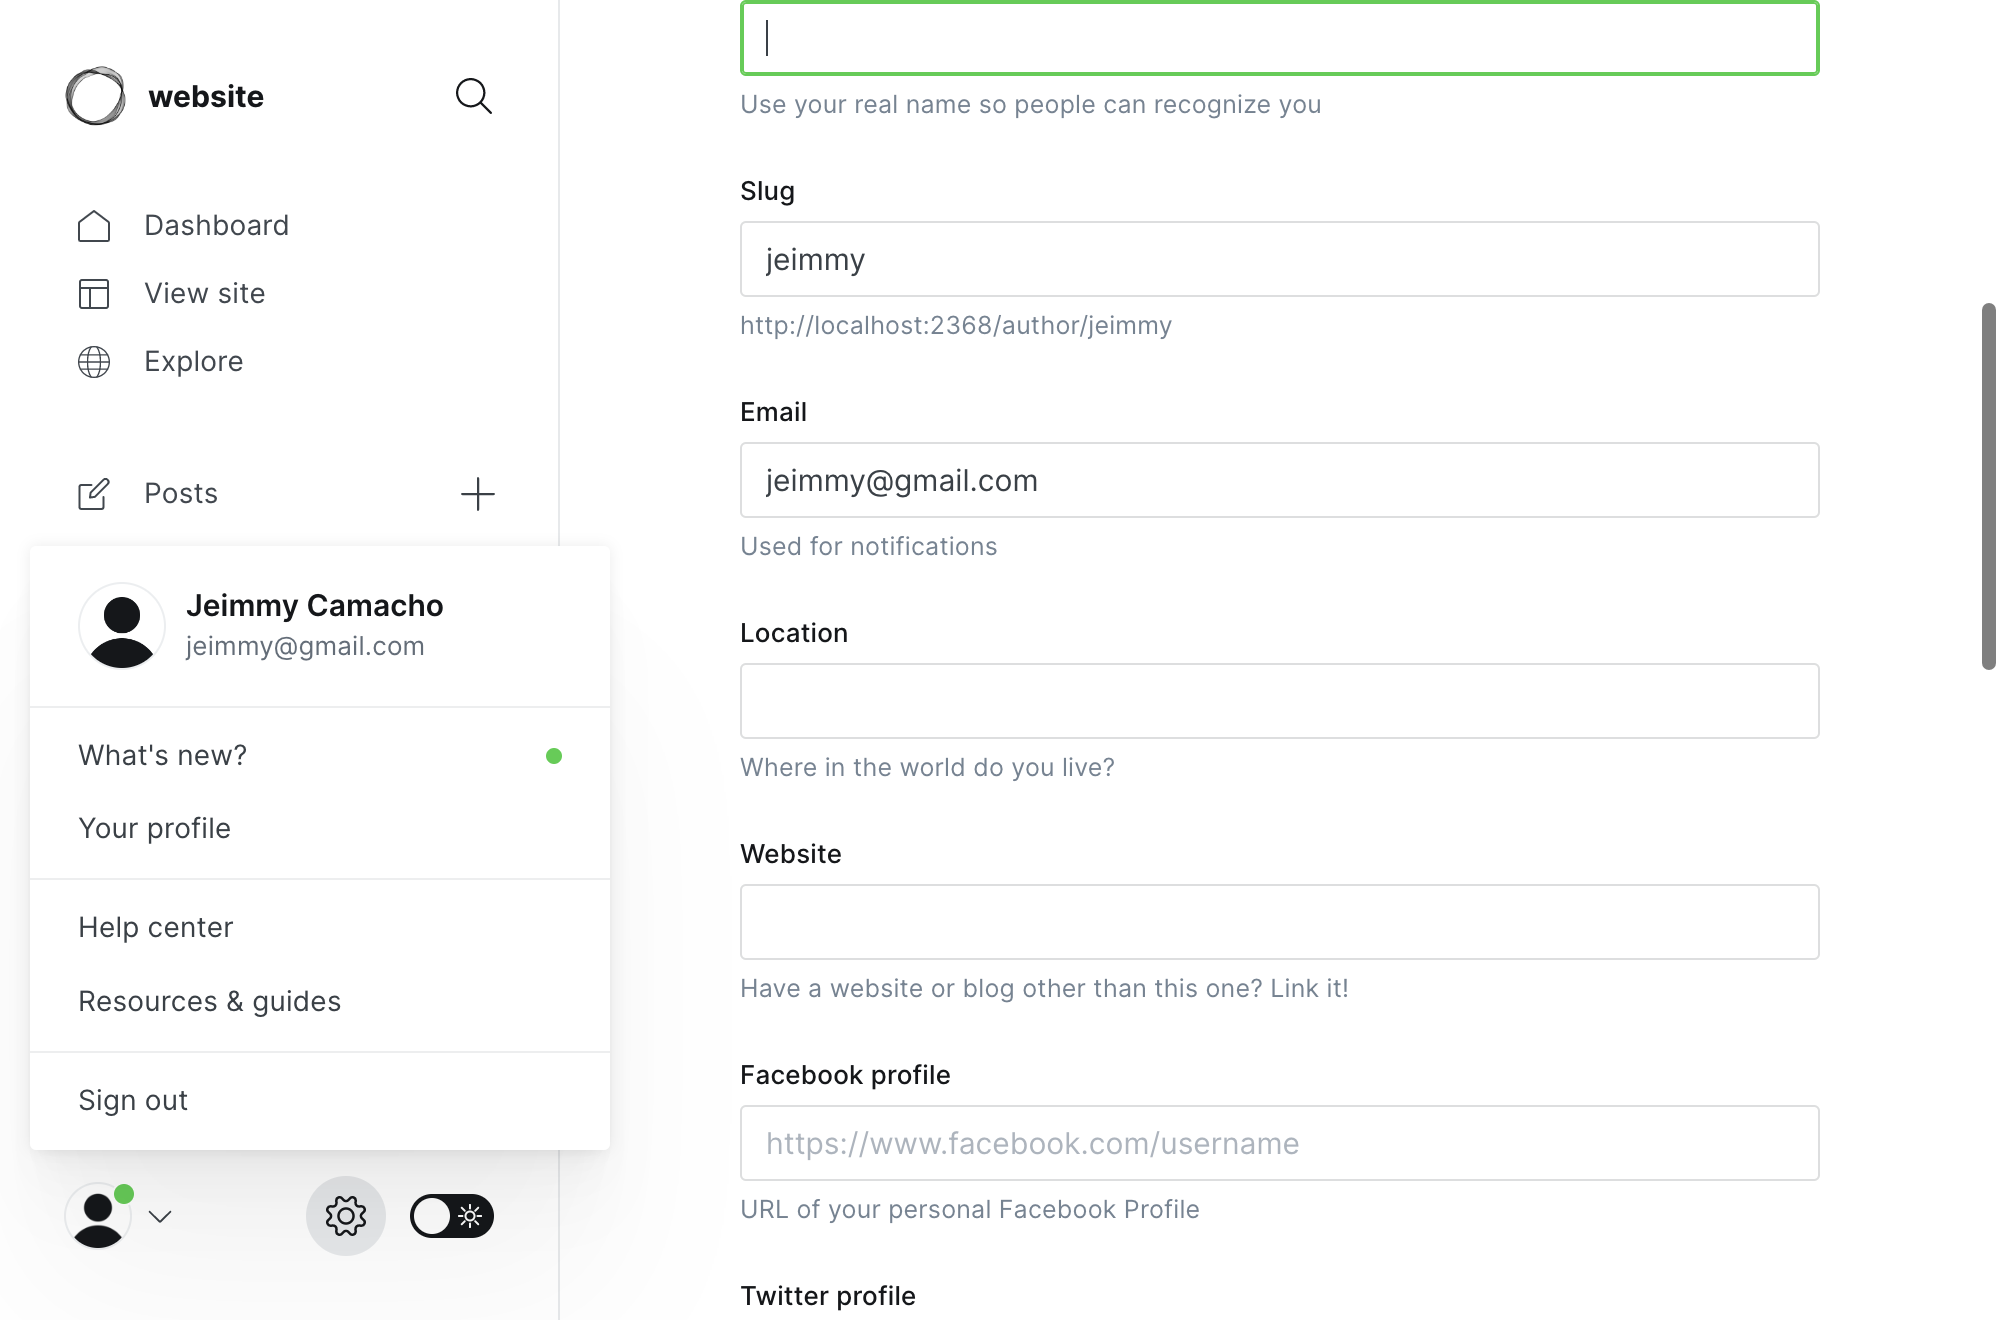 website
Dashboard
View site
Explore
Posts
Jeimmy Camacho
jeimmy@gmail.com
What's new?
Your profile
Help center
Resources & guides
Sign out
Use your real name so people can recognize you
Slug
jeimmy
http://localhost:2368/author/jeimmy
Email
jeimmy@gmail.com
Used for notifications
Location
Where in the world do you live?
Website
Have a website or blog other than this one? Link it!
Facebook profile
https://www.facebook.com/username
URL of your personal Facebook Profile
Twitter profile